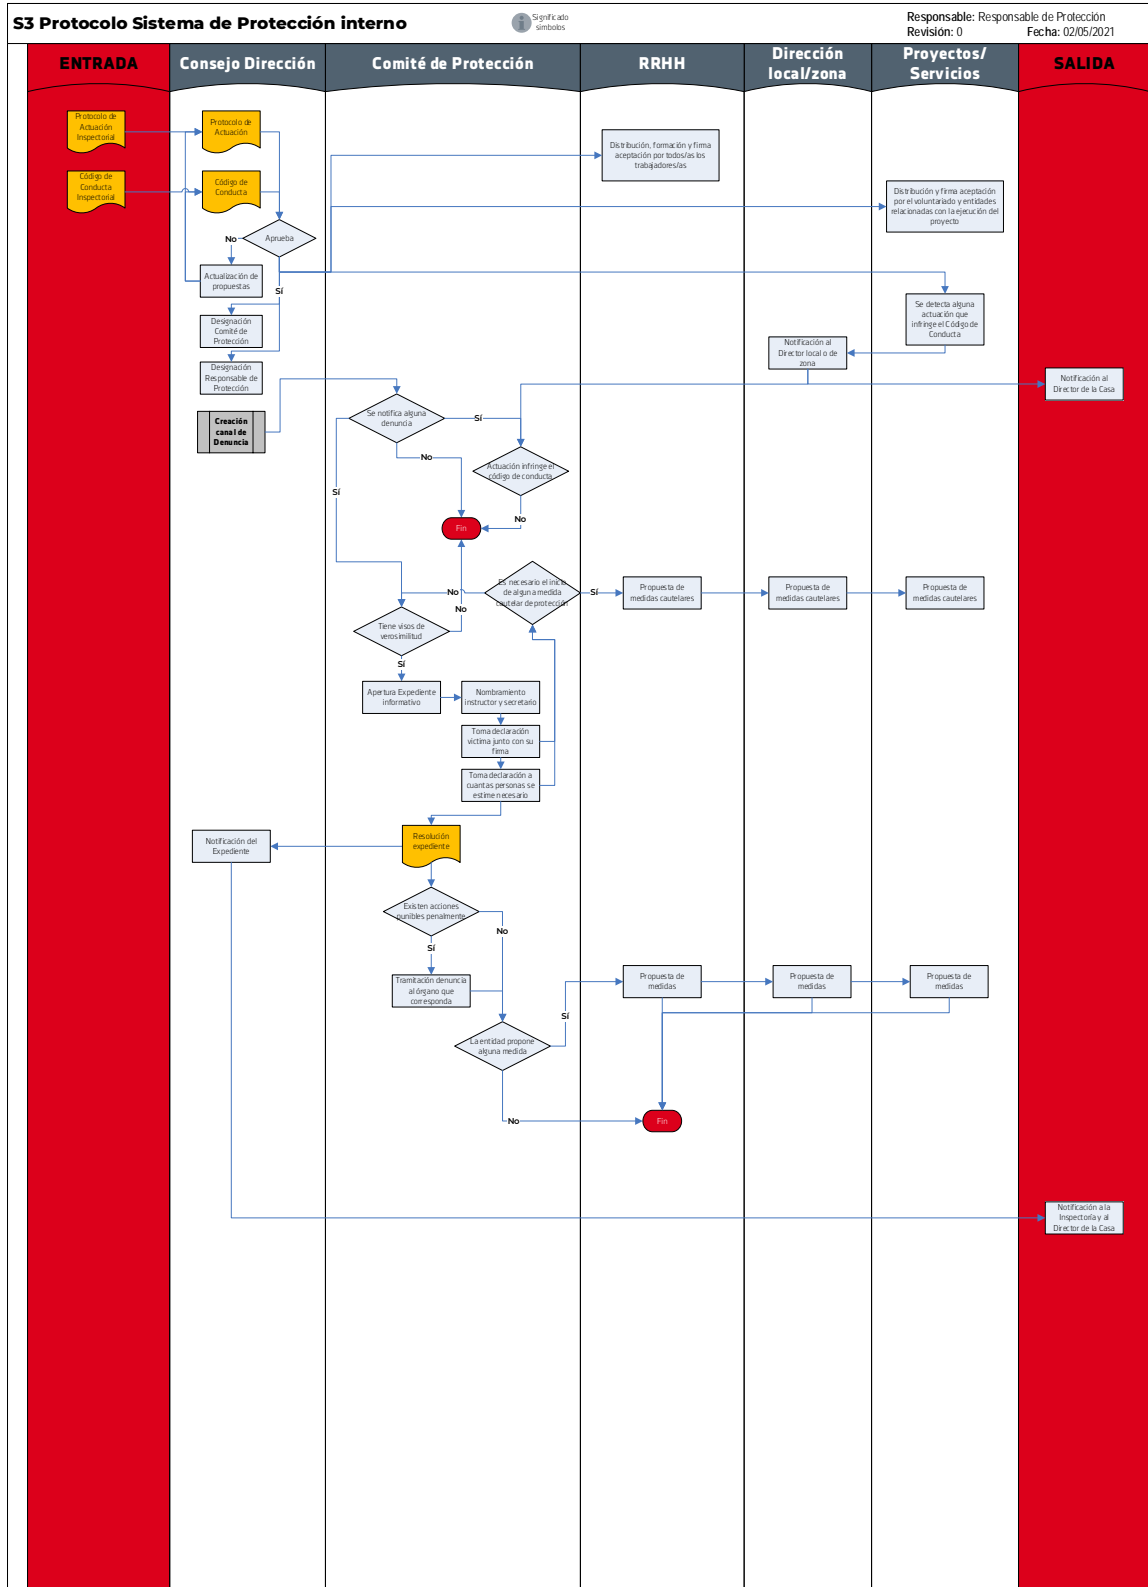 S3 Protocolo Sistema de Protección interno
Significado
símbolos
Responsable: Responsable de Protección
Revisión: 0 Fecha: 02/05/2021
ENTRADA
Consejo Dirección
Comité de Protección
RRHH
Dirección
local/zona
Proyectos/
Servicios
SALIDA
Protocolo de
Actuación
Inspectorial
Protocolo de
Actuación
Distribución, formación y firma
aceptación por todos/as los
trabajadores/as
Código de
Conducta
Inspectorial
Código de
Conducta
Distribución y firma aceptación
por el voluntariado y entidades
relacionadas con la ejecución del
proyecto
Aprueba
No
Actualización de
propuestas
Sí
Designación
Comité de
Protección
Se detecta alguna
actuación que
infringe el Código de
Conducta
Notificación al
Director local o de
zona
Designación
Responsable de
Protección
Notificación al
Director de la Casa
Creación
canal de
Denuncia
Se notifica alguna
denuncia
Sí
No
Actuación infringe el
código de conducta
Sí
No
Fin
Es necesario el inicio
de alguna medida
cautelar de protección
No
Sí
Propuesta de
medidas cautelares
Propuesta de
medidas cautelares
Propuesta de
medidas cautelares
No
Tiene visos de
verosimilitud
Sí
Apertura Expediente
informativo
Nombramiento
instructor y secretario
Toma declaración
victima junto con su
firma
Toma declaración a
cuantas personas se
estime necesario
Resolución
expediente
Notificación del
Expediente
Existen acciones
punibles penalmente
No
Sí
Tramitación denuncia
al órgano que
corresponda
Propuesta de
medidas
Propuesta de
medidas
Propuesta de
medidas
Sí
La entidad propone
alguna medida
No
Fin
Notificación a la
Inspectoría y al
Director de la Casa